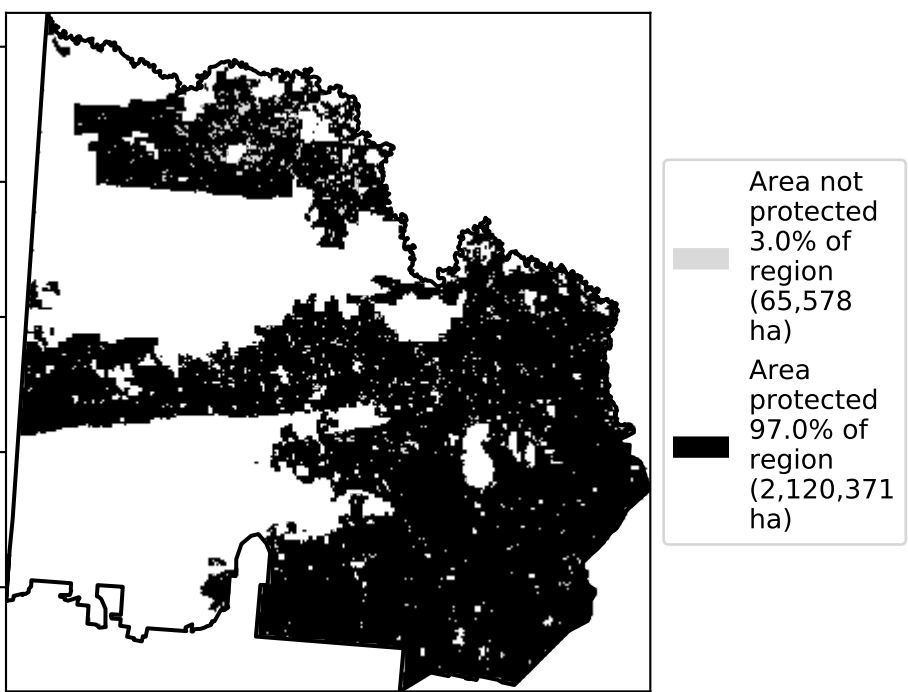 Area not
protected
3.0% of
region
(65,578
ha)
Area
protected
97.0% of
region
(2,120,371
ha)